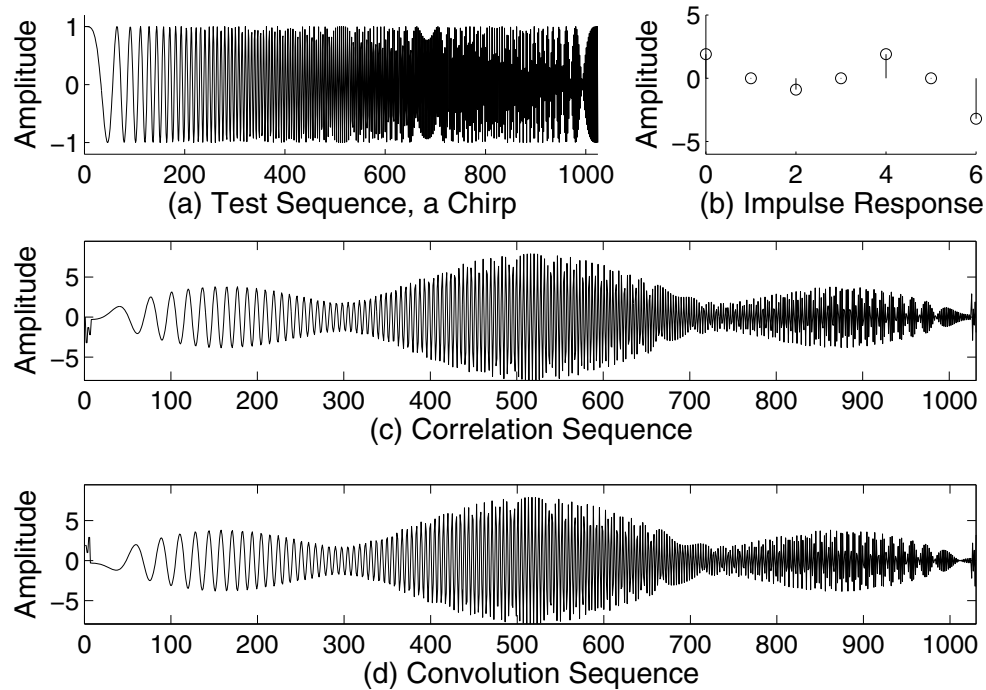 Amplitude
1
0
−1
0 200 400 600 800 1000
(a) Test Sequence, a Chirp
Amplitude
5
0
−5
0 2 4 6
(b) Impulse Response
Amplitude
5
0
−5
0 100 200 300 400 500 600 700 800 900 1000
(c) Correlation Sequence
Amplitude
5
0
−5
0 100 200 300 400 500 600 700 800 900 1000
(d) Convolution Sequence